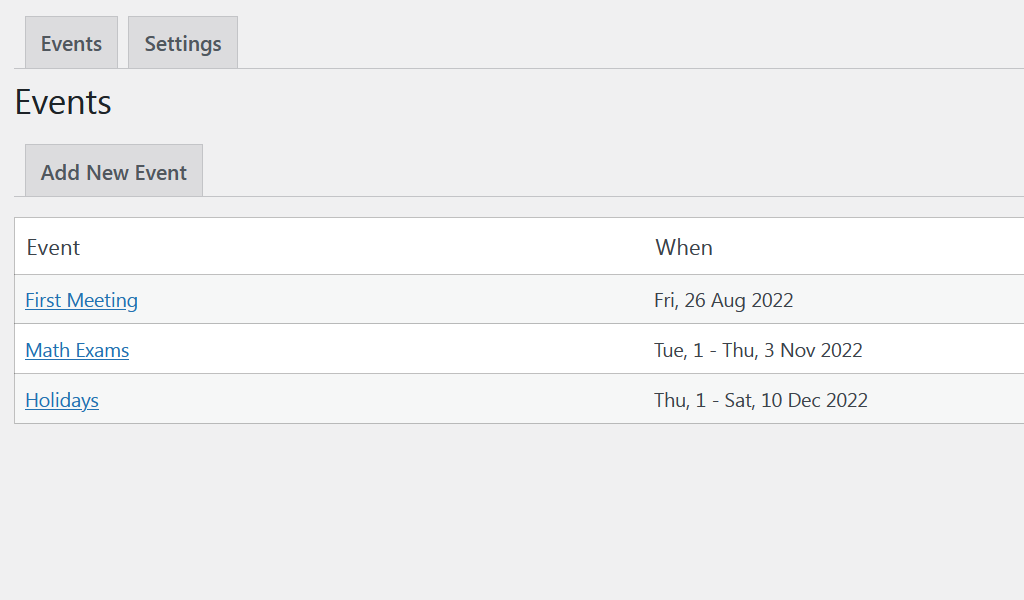 Events Settings
Events
Add New Event
Event When
First Meeting Fri, 26 Aug 2022
Math Exams Tue, 1 - Thu, 3 Nov 2022
Holidays Thu, 1 - Sat, 10 Dec 2022